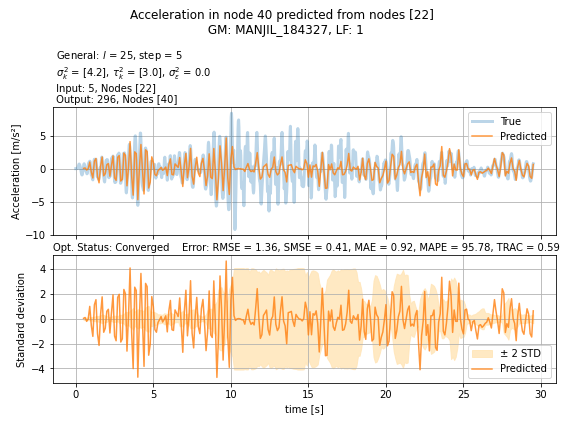 Acceleration in node 40 predicted from nodes [22]
GM: MANJIL_184327, LF: 1
General: l = 25, step = 5
σ²ₖ = [4.2], τ²ₖ = [3.0], σ²_ε = 0.0
Input: 5, Nodes [22]
Output: 296, Nodes [40]
Acceleration [m/s²]
5
0
−5
−10
True
Predicted
Opt. Status: Converged Error: RMSE = 1.36, SMSE = 0.41, MAE = 0.92, MAPE = 95.78, TRAC = 0.59
Standard deviation
4
2
0
−2
−4
± 2 STD
Predicted
0 5 10 15 20 25 30
time [s]